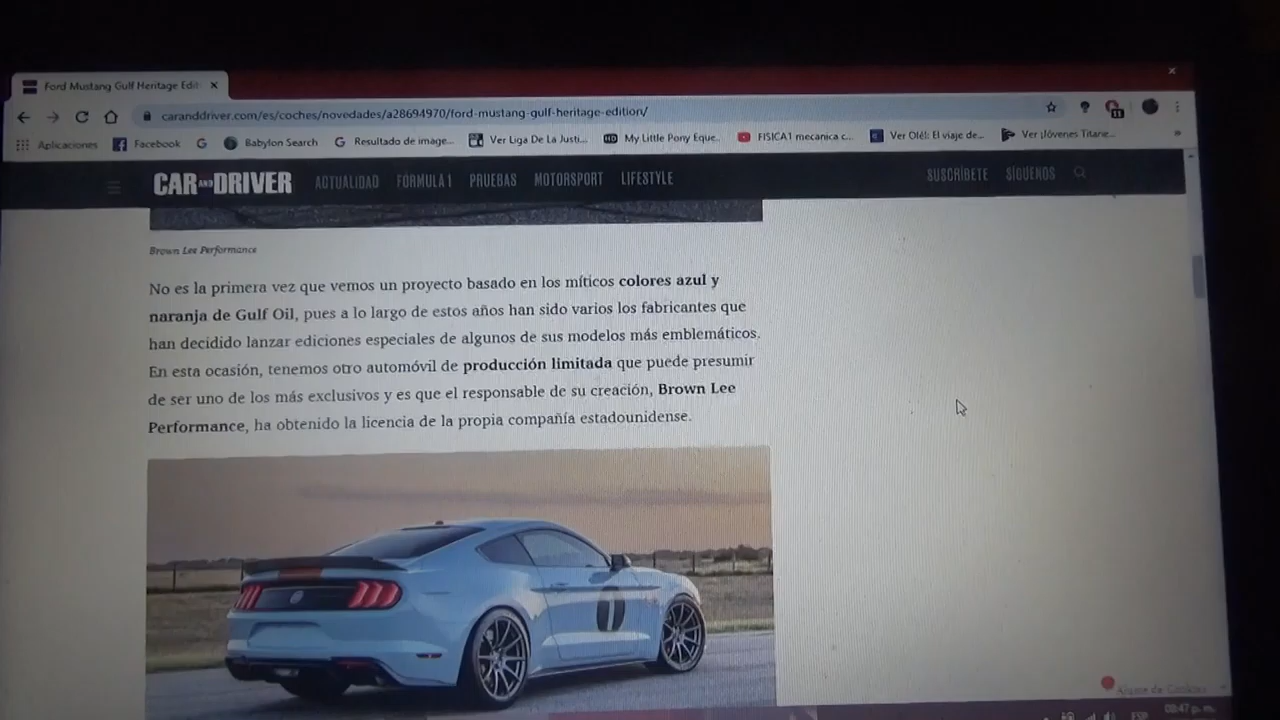 Ford Mustang Gulf Heritage Edit
caranddriver.com/es/coches/novedades/a28694970/ford-mustang-gulf-heritage-edition/
Aplicaciones Facebook Babylon Search Resultado de image... Ver Liga De La Justi... My Little Pony Eque... FISICA1 mecanica c... Ver Olé!: El viaje de... Ver ¡Jóvenes Titane...
CAR AND DRIVER ACTUALIDAD FÓRMULA 1 PRUEBAS MOTORSPORT LIFESTYLE SUSCRÍBETE SÍGUENOS
Brown Lee Performance
No es la primera vez que vemos un proyecto basado en los míticos colores azul y
naranja de Gulf Oil, pues a lo largo de estos años han sido varios los fabricantes que
han decidido lanzar ediciones especiales de algunos de sus modelos más emblemáticos.
En esta ocasión, tenemos otro automóvil de producción limitada que puede presumir
de ser uno de los más exclusivos y es que el responsable de su creación, Brown Lee
Performance, ha obtenido la licencia de la propia compañía estadounidense.
1
ESP 08:47 p. m.